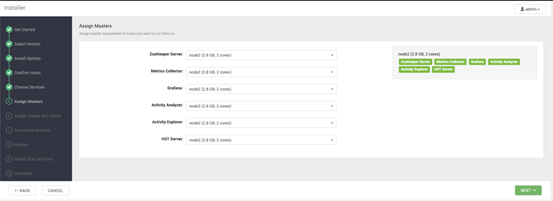 Installer
admin
Get Started
Select Version
Install Options
Confirm Hosts
Choose Services
Assign Masters
Assign Slaves and Clients
Customize Services
Review
Install, Start and Test
Summary
Assign Masters
Assign master components to hosts you want to run them on.
ZooKeeper Server: node2 (2.8 GB, 2 cores)
Metrics Collector: node2 (2.8 GB, 2 cores)
Grafana: node2 (2.8 GB, 2 cores)
Activity Analyzer: node2 (2.8 GB, 2 cores)
Activity Explorer: node2 (2.8 GB, 2 cores)
HST Server: node2 (2.8 GB, 2 cores)
node2 (2.8 GB, 2 cores)
ZooKeeper Server Metrics Collector Grafana Activity Analyzer
Activity Explorer HST Server
← BACK CANCEL NEXT →